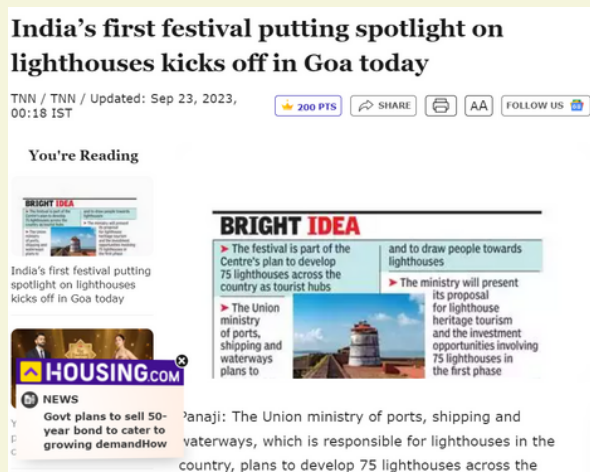 India’s first festival putting spotlight on
lighthouses kicks off in Goa today
TNN / TNN / Updated: Sep 23, 2023,
00:18 IST
200 PTS
SHARE
AA
FOLLOW US
You're Reading
BRIGHT IDEA
India’s first festival putting
spotlight on lighthouses
kicks off in Goa today
HOUSING.COM
NEWS
Govt plans to sell 50-
year bond to cater to
growing demandHow
BRIGHT IDEA
➤ The festival is part of the
Centre’s plan to develop
75 lighthouses across the
country as tourist hubs
➤ The Union
ministry
of ports,
shipping and
waterways
plans to
and to draw people towards
lighthouses
➤ The ministry will present
its proposal
for lighthouse
heritage tourism
and the investment
opportunities involving
75 lighthouses in
the first phase
Panaji: The Union ministry of ports, shipping and
waterways, which is responsible for lighthouses in the
country, plans to develop 75 lighthouses across the